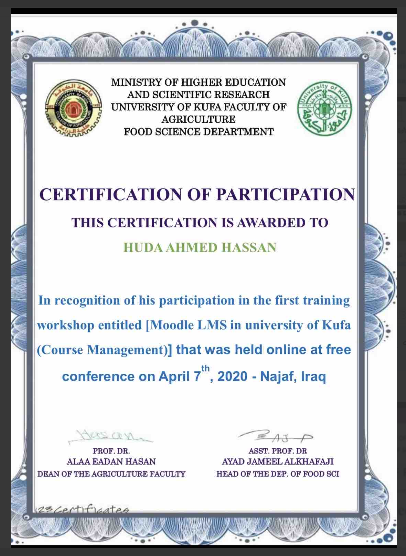 MINISTRY OF HIGHER EDUCATION
AND SCIENTIFIC RESEARCH
UNIVERSITY OF KUFA FACULTY OF
AGRICULTURE
FOOD SCIENCE DEPARTMENT
University of Kufa
CERTIFICATION OF PARTICIPATION
THIS CERTIFICATION IS AWARDED TO
HUDA AHMED HASSAN
In recognition of his participation in the first training
workshop entitled [Moodle LMS in university of Kufa
(Course Management)] that was held online at free
conference on April 7th, 2020 - Najaf, Iraq
PROF. DR.
ALAA EADAN HASAN
DEAN OF THE AGRICULTURE FACULTY
ASST. PROF. DR
AYAD JAMEEL ALKHAFAJI
HEAD OF THE DEP. OF FOOD SCI
123Certificates